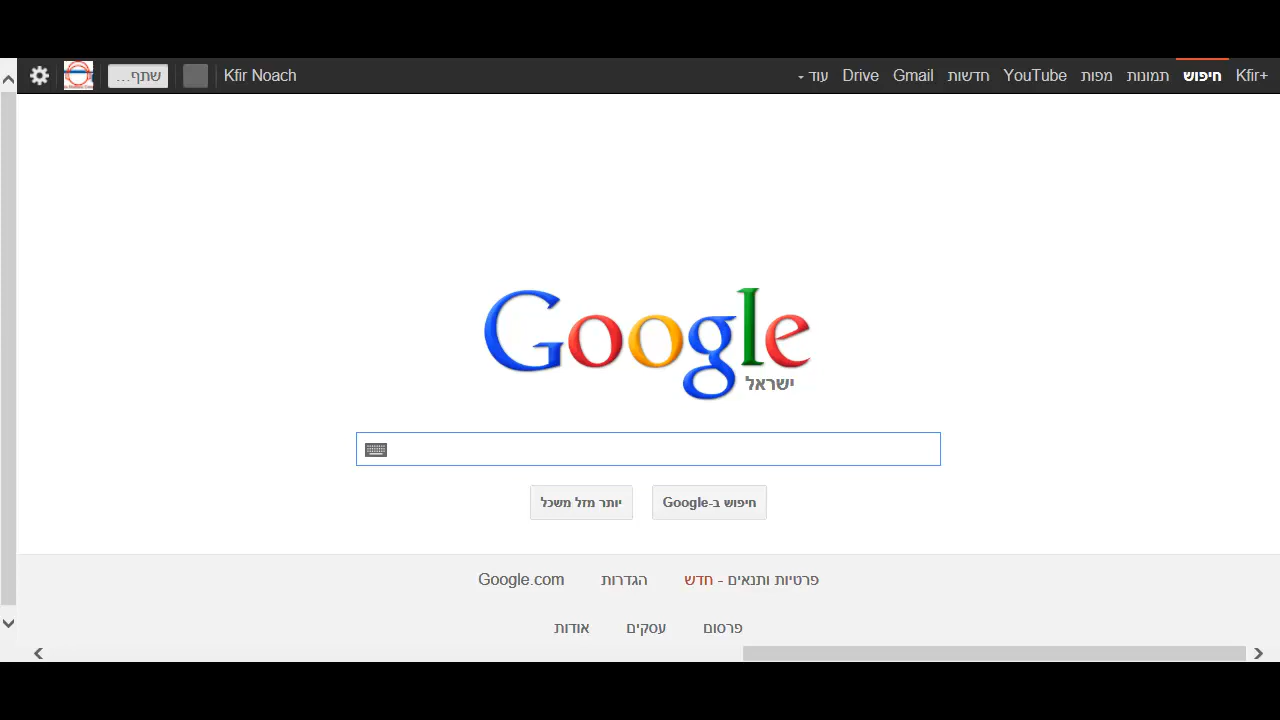 Kfir+ חיפוש תמונות מפות YouTube חדשות Gmail Drive עוד Kfir Noach שתף...
Google
ישראל
חיפוש ב-Google יותר מזל משכל
פרטיות ותנאים - חדש הגדרות Google.com
פרסום עסקים אודות